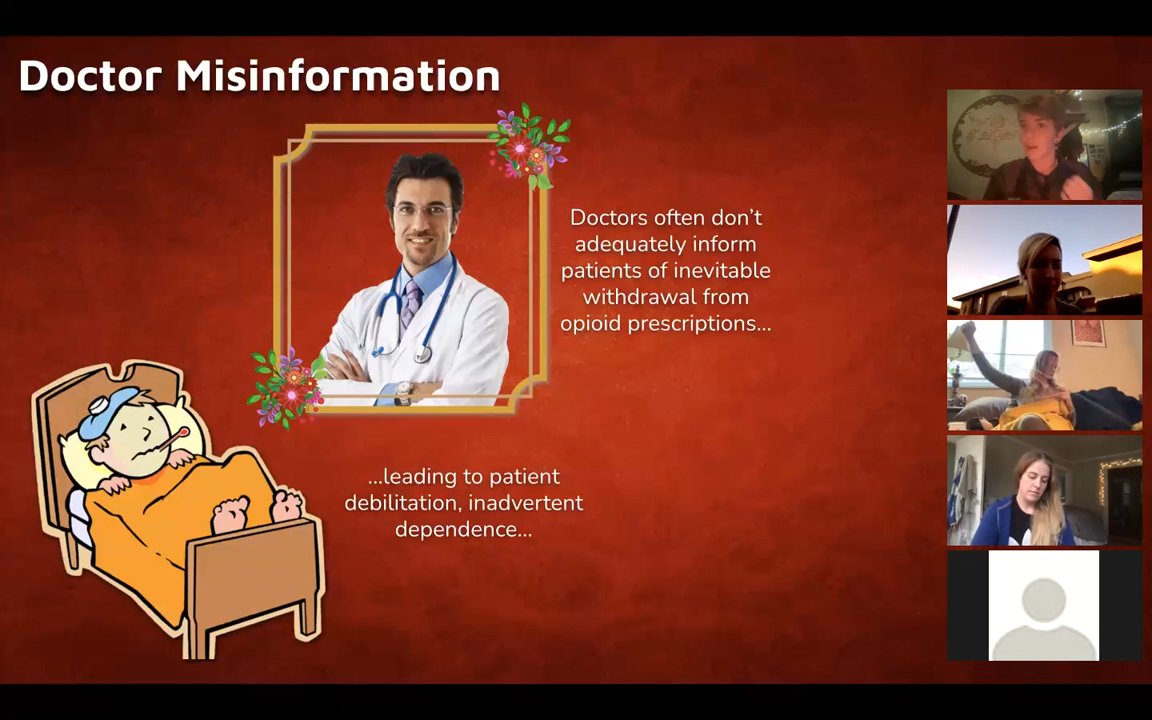 Doctor Misinformation
Doctors often don’t
adequately inform
patients of inevitable
withdrawal from
opioid prescriptions...
...leading to patient
debilitation, inadvertent
dependence...